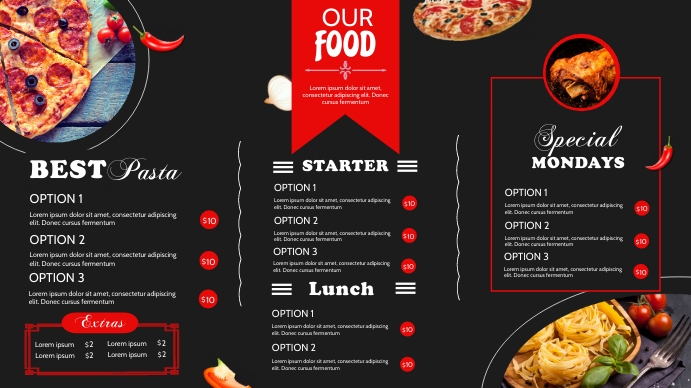 OUR
FOOD
Lorem ipsum dolor sit amet,
consectetur adipiscing elit. Donec
cursus fermentum
BEST Pasta
OPTION 1
Lorem ipsum dolor sit amet, consectetur adipiscing
elit. Donec cursus fermentum
$10
OPTION 2
Lorem ipsum dolor sit amet, consectetur adipiscing
elit. Donec cursus fermentum
$10
OPTION 3
Lorem ipsum dolor sit amet, consectetur adipiscing
elit. Donec cursus fermentum
$10
Extras
Lorem ipsum $2 Lorem ipsum $2
Lorem ipsum $2 Lorem ipsum $2
STARTER
OPTION 1
Lorem ipsum dolor sit amet, consectetur adipiscing
elit. Donec cursus fermentum
$10
OPTION 2
Lorem ipsum dolor sit amet, consectetur adipiscing
elit. Donec cursus fermentum
$10
OPTION 3
Lorem ipsum dolor sit amet, consectetur adipiscing
elit. Donec cursus fermentum
$10
Lunch
OPTION 1
Lorem ipsum dolor sit amet, consectetur adipiscing
elit. Donec cursus fermentum
$10
OPTION 2
Lorem ipsum dolor sit amet, consectetur adipiscing
elit. Donec cursus fermentum
$10
Special
MONDAYS
OPTION 1
Lorem ipsum dolor sit amet, consectetur adipiscing
elit. Donec cursus fermentum
$10
OPTION 2
Lorem ipsum dolor sit amet, consectetur adipiscing
elit. Donec cursus fermentum
$10
OPTION 3
Lorem ipsum dolor sit amet, consectetur adipiscing
elit. Donec cursus fermentum
$10